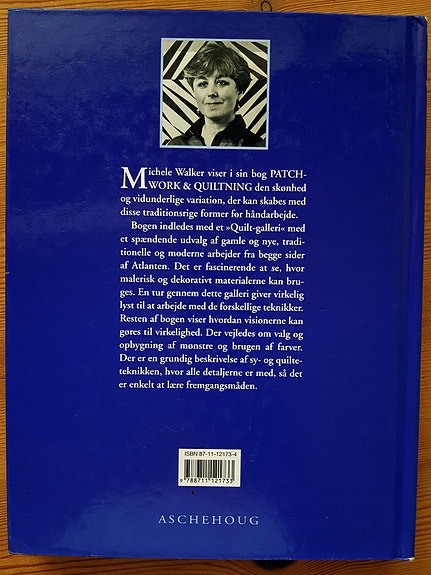 Michele Walker viser i sin bog PATCH-
WORK & QUILTNING den skønhed
og vidunderlige variation, der kan skabes med
disse traditionsrige former for håndarbejde.
Bogen indledes med et »Quilt-galleri« med
et spændende udvalg af gamle og nye, tradi-
tionelle og moderne arbejder fra begge sider
af Atlanten. Det er fascinerende at se, hvor
malerisk og dekorativt materialerne kan bru-
ges. En tur gennem dette galleri giver virkelig
lyst til at arbejde med de forskellige teknikker.
Resten af bogen viser hvordan visionerne kan
gøres til virkelighed. Der vejledes om valg og
opbygning af mønstre og brugen af farver.
Der er en grundig beskrivelse af sy- og quilte-
teknikken, hvor alle detaljerne er med, så det
er enkelt at lære fremgangsmåden.
ISBN 87-11-12173-4
9 788711 121733
ASCHEHOUG